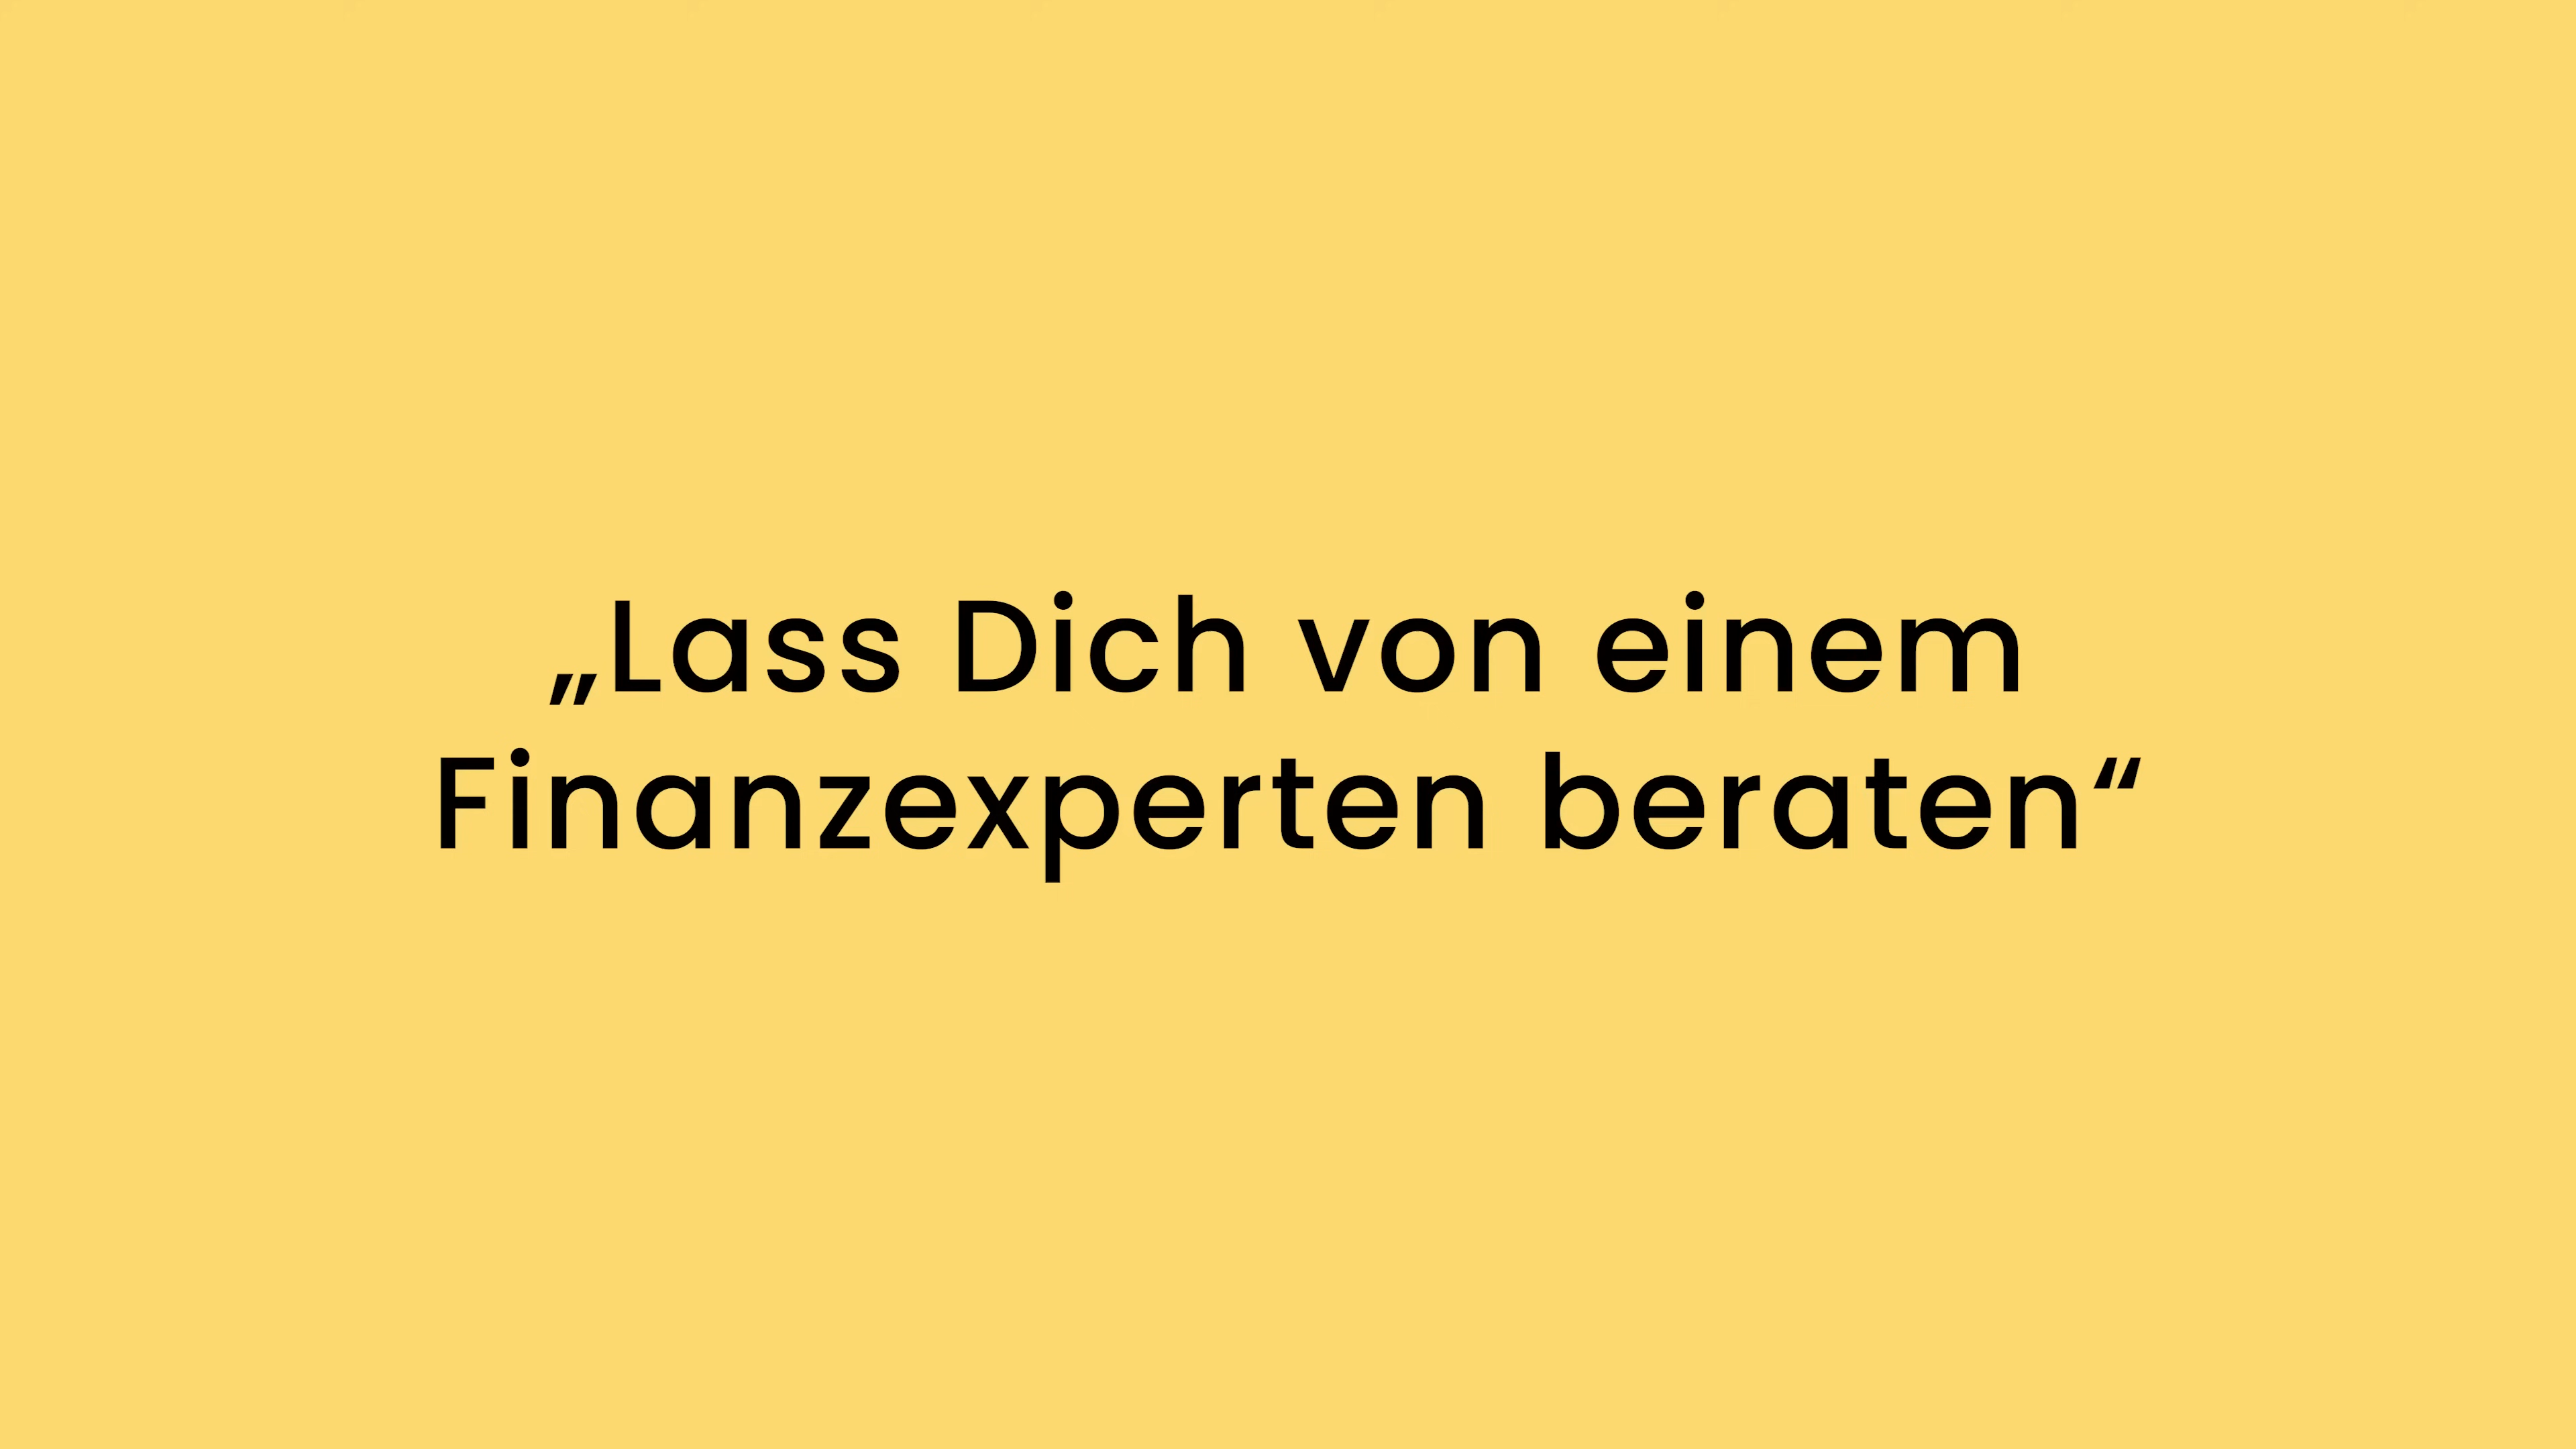 „Lass Dich von einem
Finanzexperten beraten“